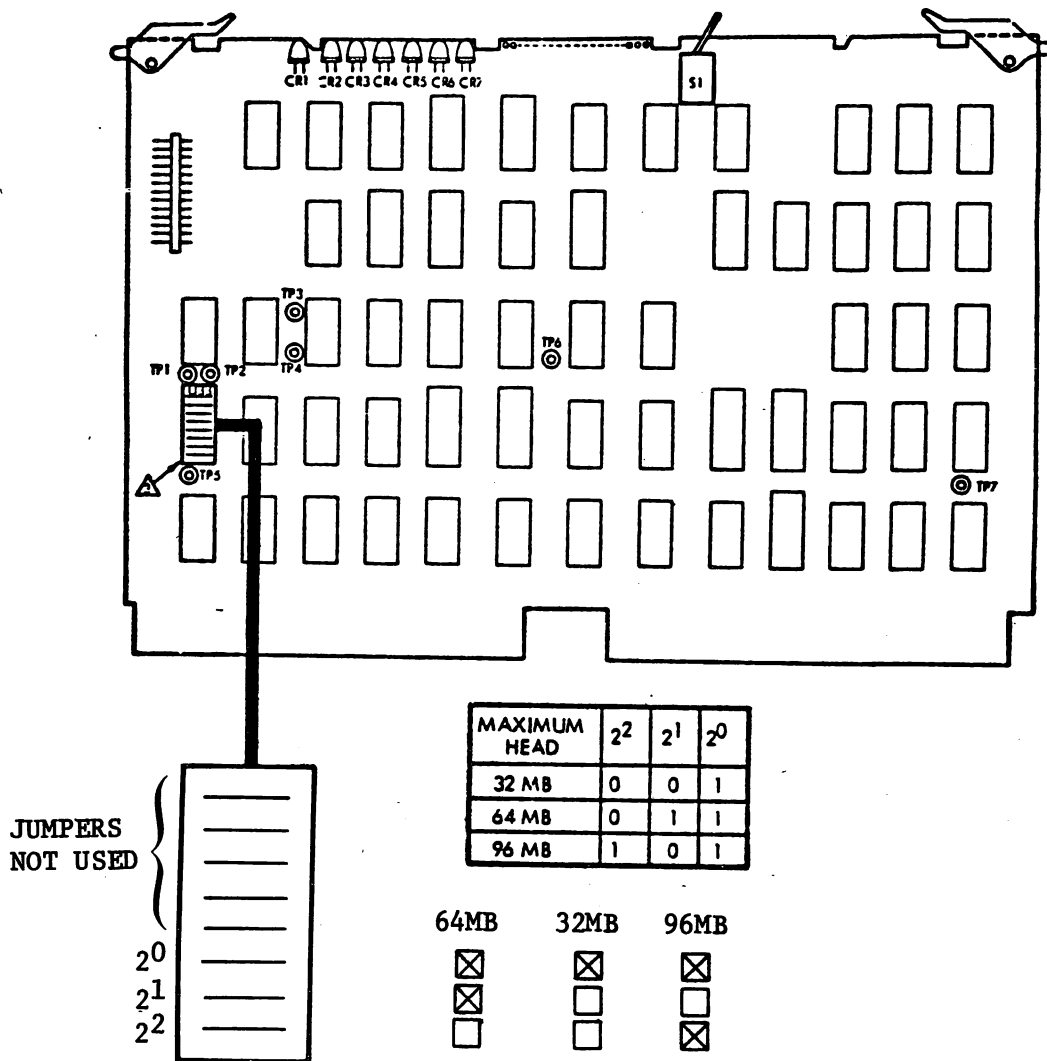 CR1 CR2 CR3 CR4 CR5 CR6 CR7
S1
TP3
TP6
TP1 TP2 TP4
TP5
TP7
MAXIMUM HEAD 2² 2¹ 2⁰
32 MB 0 0 1
64 MB 0 1 1
96 MB 1 0 1
JUMPERS
NOT USED
64MB 32MB 96MB
2⁰
2¹
2²